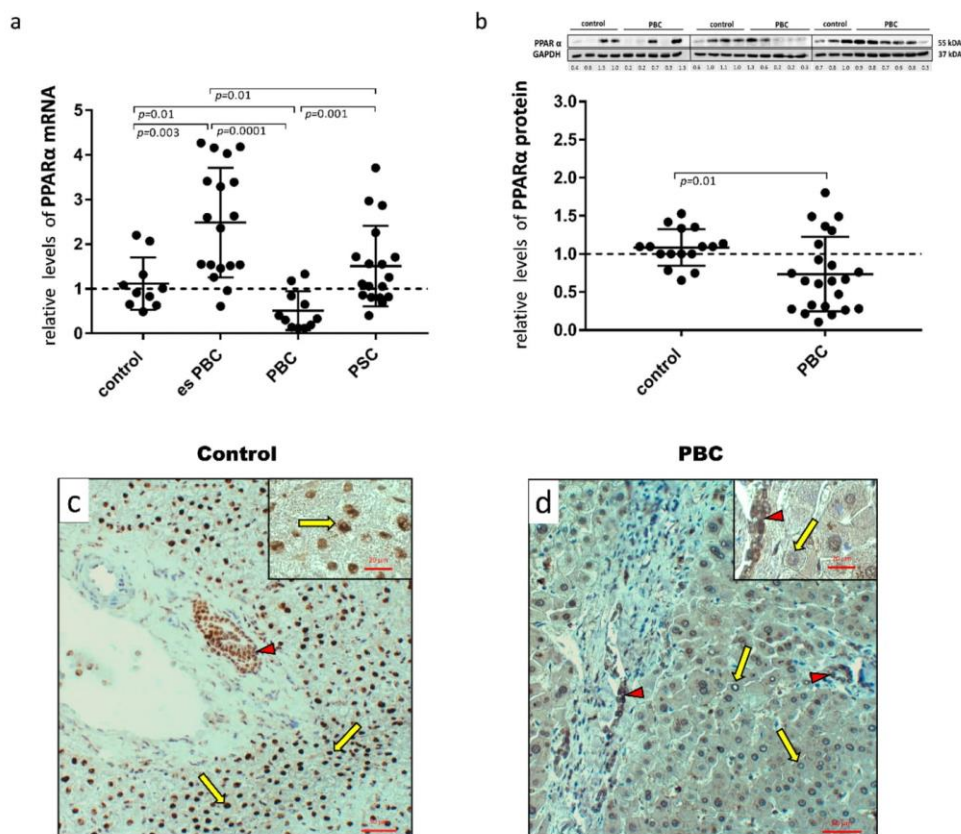 a
relative levels of PPARα mRNA
5
4
3
2
1
0
p=0.01
p=0.01
p=0.001
p=0.003
p=0.0001
control
es PBC
PBC
PSC
b
control PBC control PBC control PBC
PPAR α
55 kDA
GAPDH
37 kDA
relative levels of PPARα protein
3.0
2.5
2.0
1.5
1.0
0.5
0.0
p=0.01
control
PBC
Control
c
20 µm
PBC
d